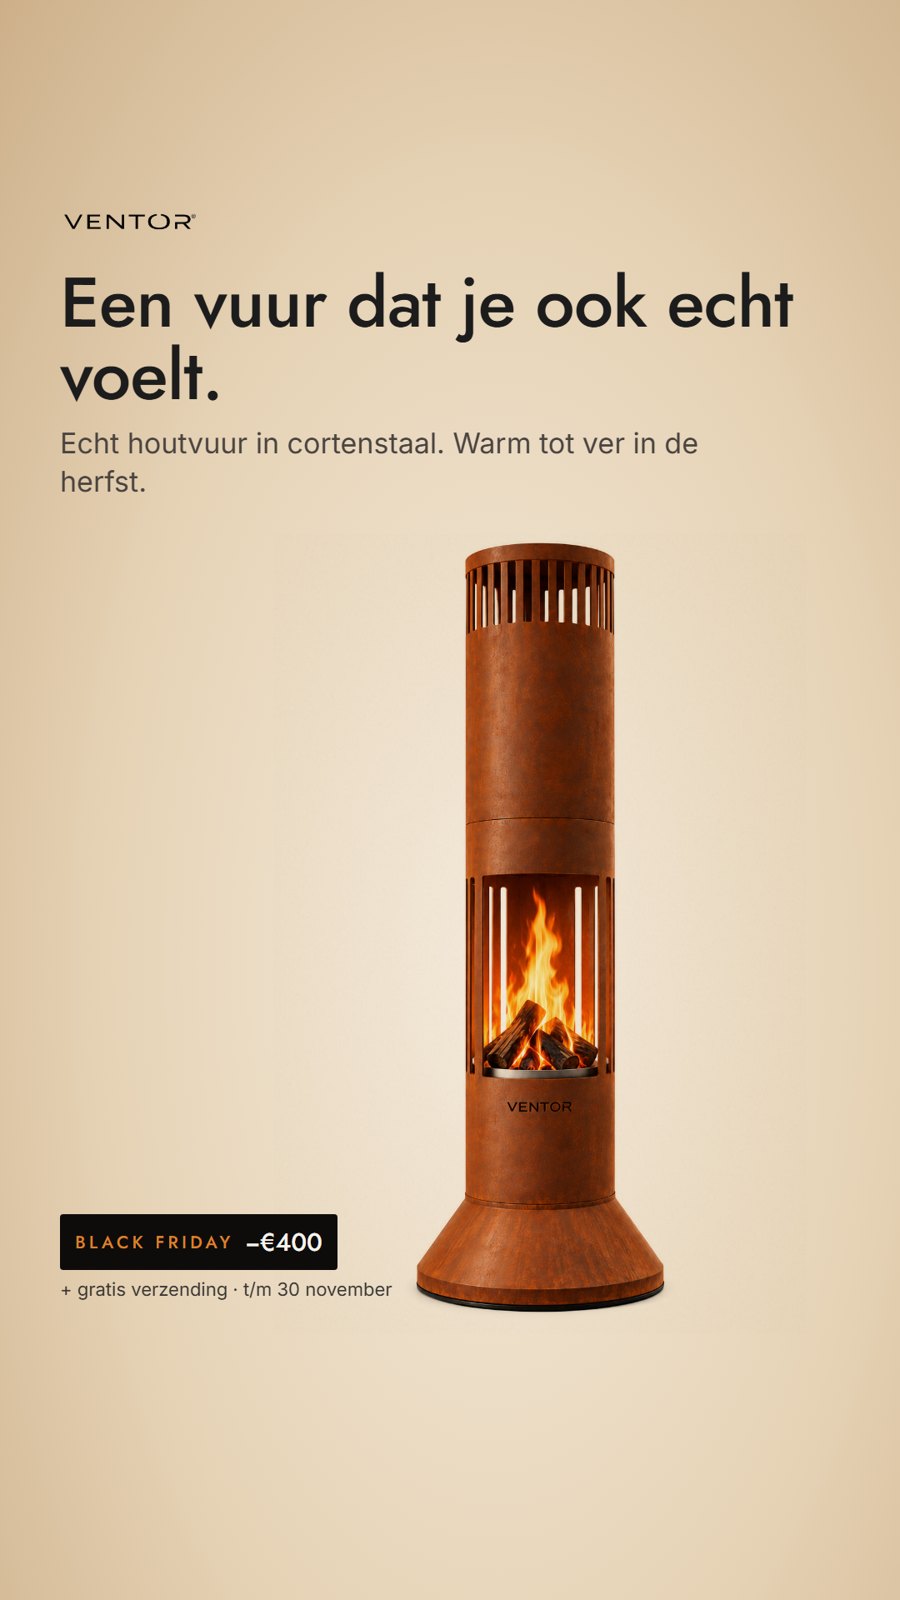 VENTOR®
Een vuur dat je ook echt
voelt.
Echt houtvuur in cortenstaal. Warm tot ver in de
herfst.
VENTOR
BLACK FRIDAY –€400
+ gratis verzending · t/m 30 november